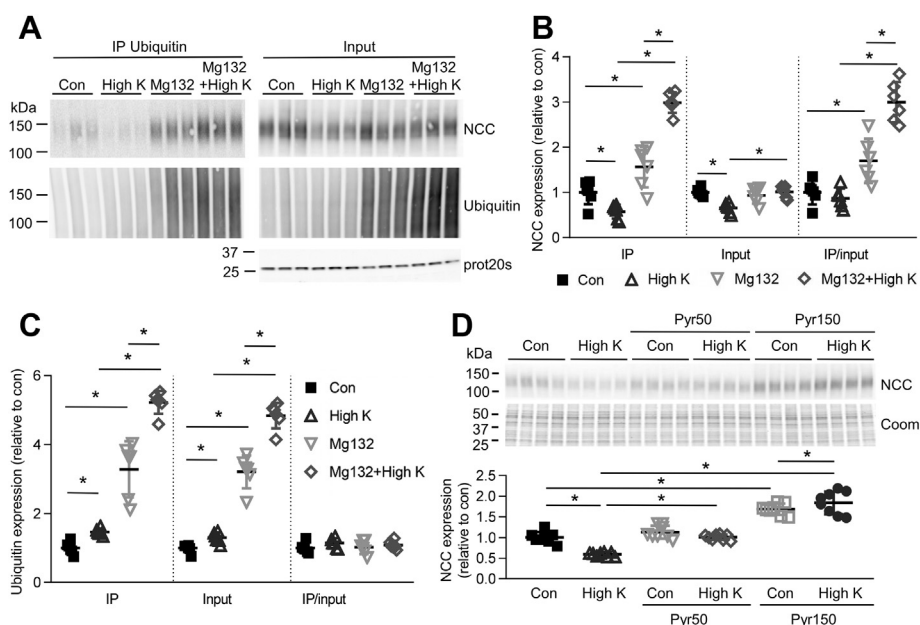 A
IP Ubiquitin
Input
Con
High K
Mg132
Mg132
+High K
Con
High K
Mg132
Mg132
+High K
kDa
150
100
NCC
150
100
Ubiquitin
37
25
prot20s
B
NCC expression (relative to con)
4
3
2
1
0
* * * * * * * * * *
IP
Input
IP/input
Con
High K
Mg132
Mg132+High K
C
Ubiquitin expression (relative to con)
6
4
2
0
* * * * * * * *
IP
Input
IP/input
Con
High K
Mg132
Mg132+High K
D
Pyr50
Pyr150
Con
High K
Con
High K
Con
High K
kDa
150
100
NCC
50
37
25
Coom
NCC expression
(relative to con)
2.5
2.0
1.5
1.0
0.5
0.0
* * * * *
Con
High K
Con
High K
Con
High K
Pyr50
Pyr150